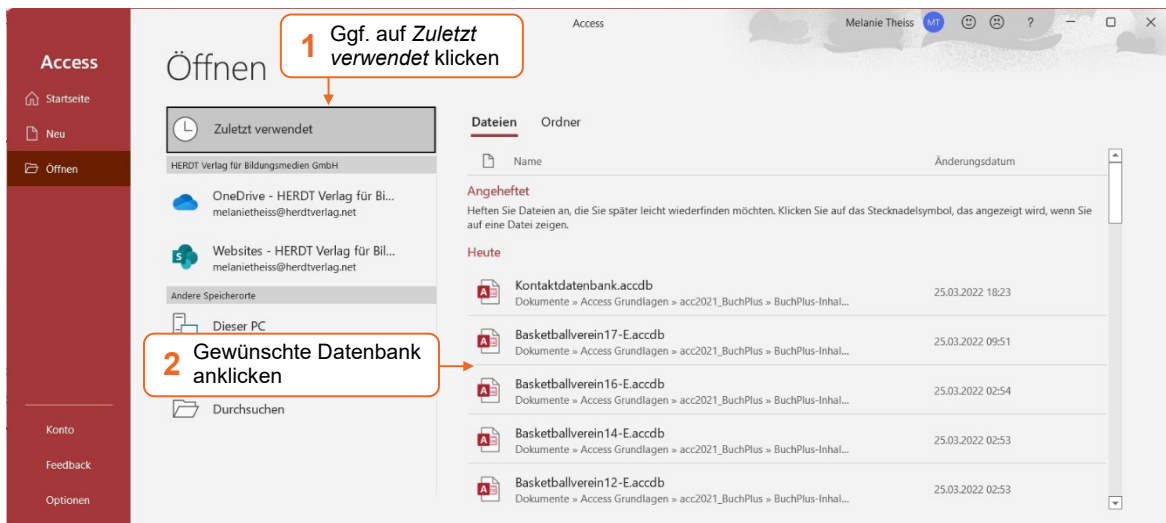 Access
Melanie Theiss
MT
?
1 Ggf. auf Zuletzt
verwendet klicken
Access
Startseite
Neu
Öffnen
Konto
Feedback
Optionen
Öffnen
Zuletzt verwendet
HERDT Verlag für Bildungsmedien GmbH
OneDrive - HERDT Verlag für Bi...
melanietheiss@herdtverlag.net
Websites - HERDT Verlag für Bil...
melanietheiss@herdtverlag.net
Andere Speicherorte
Dieser PC
2 Gewünschte Datenbank
anklicken
Durchsuchen
Dateien Ordner
Name Änderungsdatum
Angeheftet
Heften Sie Dateien an, die Sie später leicht wiederfinden möchten. Klicken Sie auf das Stecknadelsymbol, das angezeigt wird, wenn Sie
auf eine Datei zeigen.
Heute
Kontaktdatenbank.accdb
Dokumente » Access Grundlagen » acc2021_BuchPlus » BuchPlus-Inhal...
25.03.2022 18:23
Basketballverein17-E.accdb
Dokumente » Access Grundlagen » acc2021_BuchPlus » BuchPlus-Inhal...
25.03.2022 09:51
Basketballverein16-E.accdb
Dokumente » Access Grundlagen » acc2021_BuchPlus » BuchPlus-Inhal...
25.03.2022 02:54
Basketballverein14-E.accdb
Dokumente » Access Grundlagen » acc2021_BuchPlus » BuchPlus-Inhal...
25.03.2022 02:53
Basketballverein12-E.accdb
Dokumente » Access Grundlagen » acc2021_BuchPlus » BuchPlus-Inhal...
25.03.2022 02:53